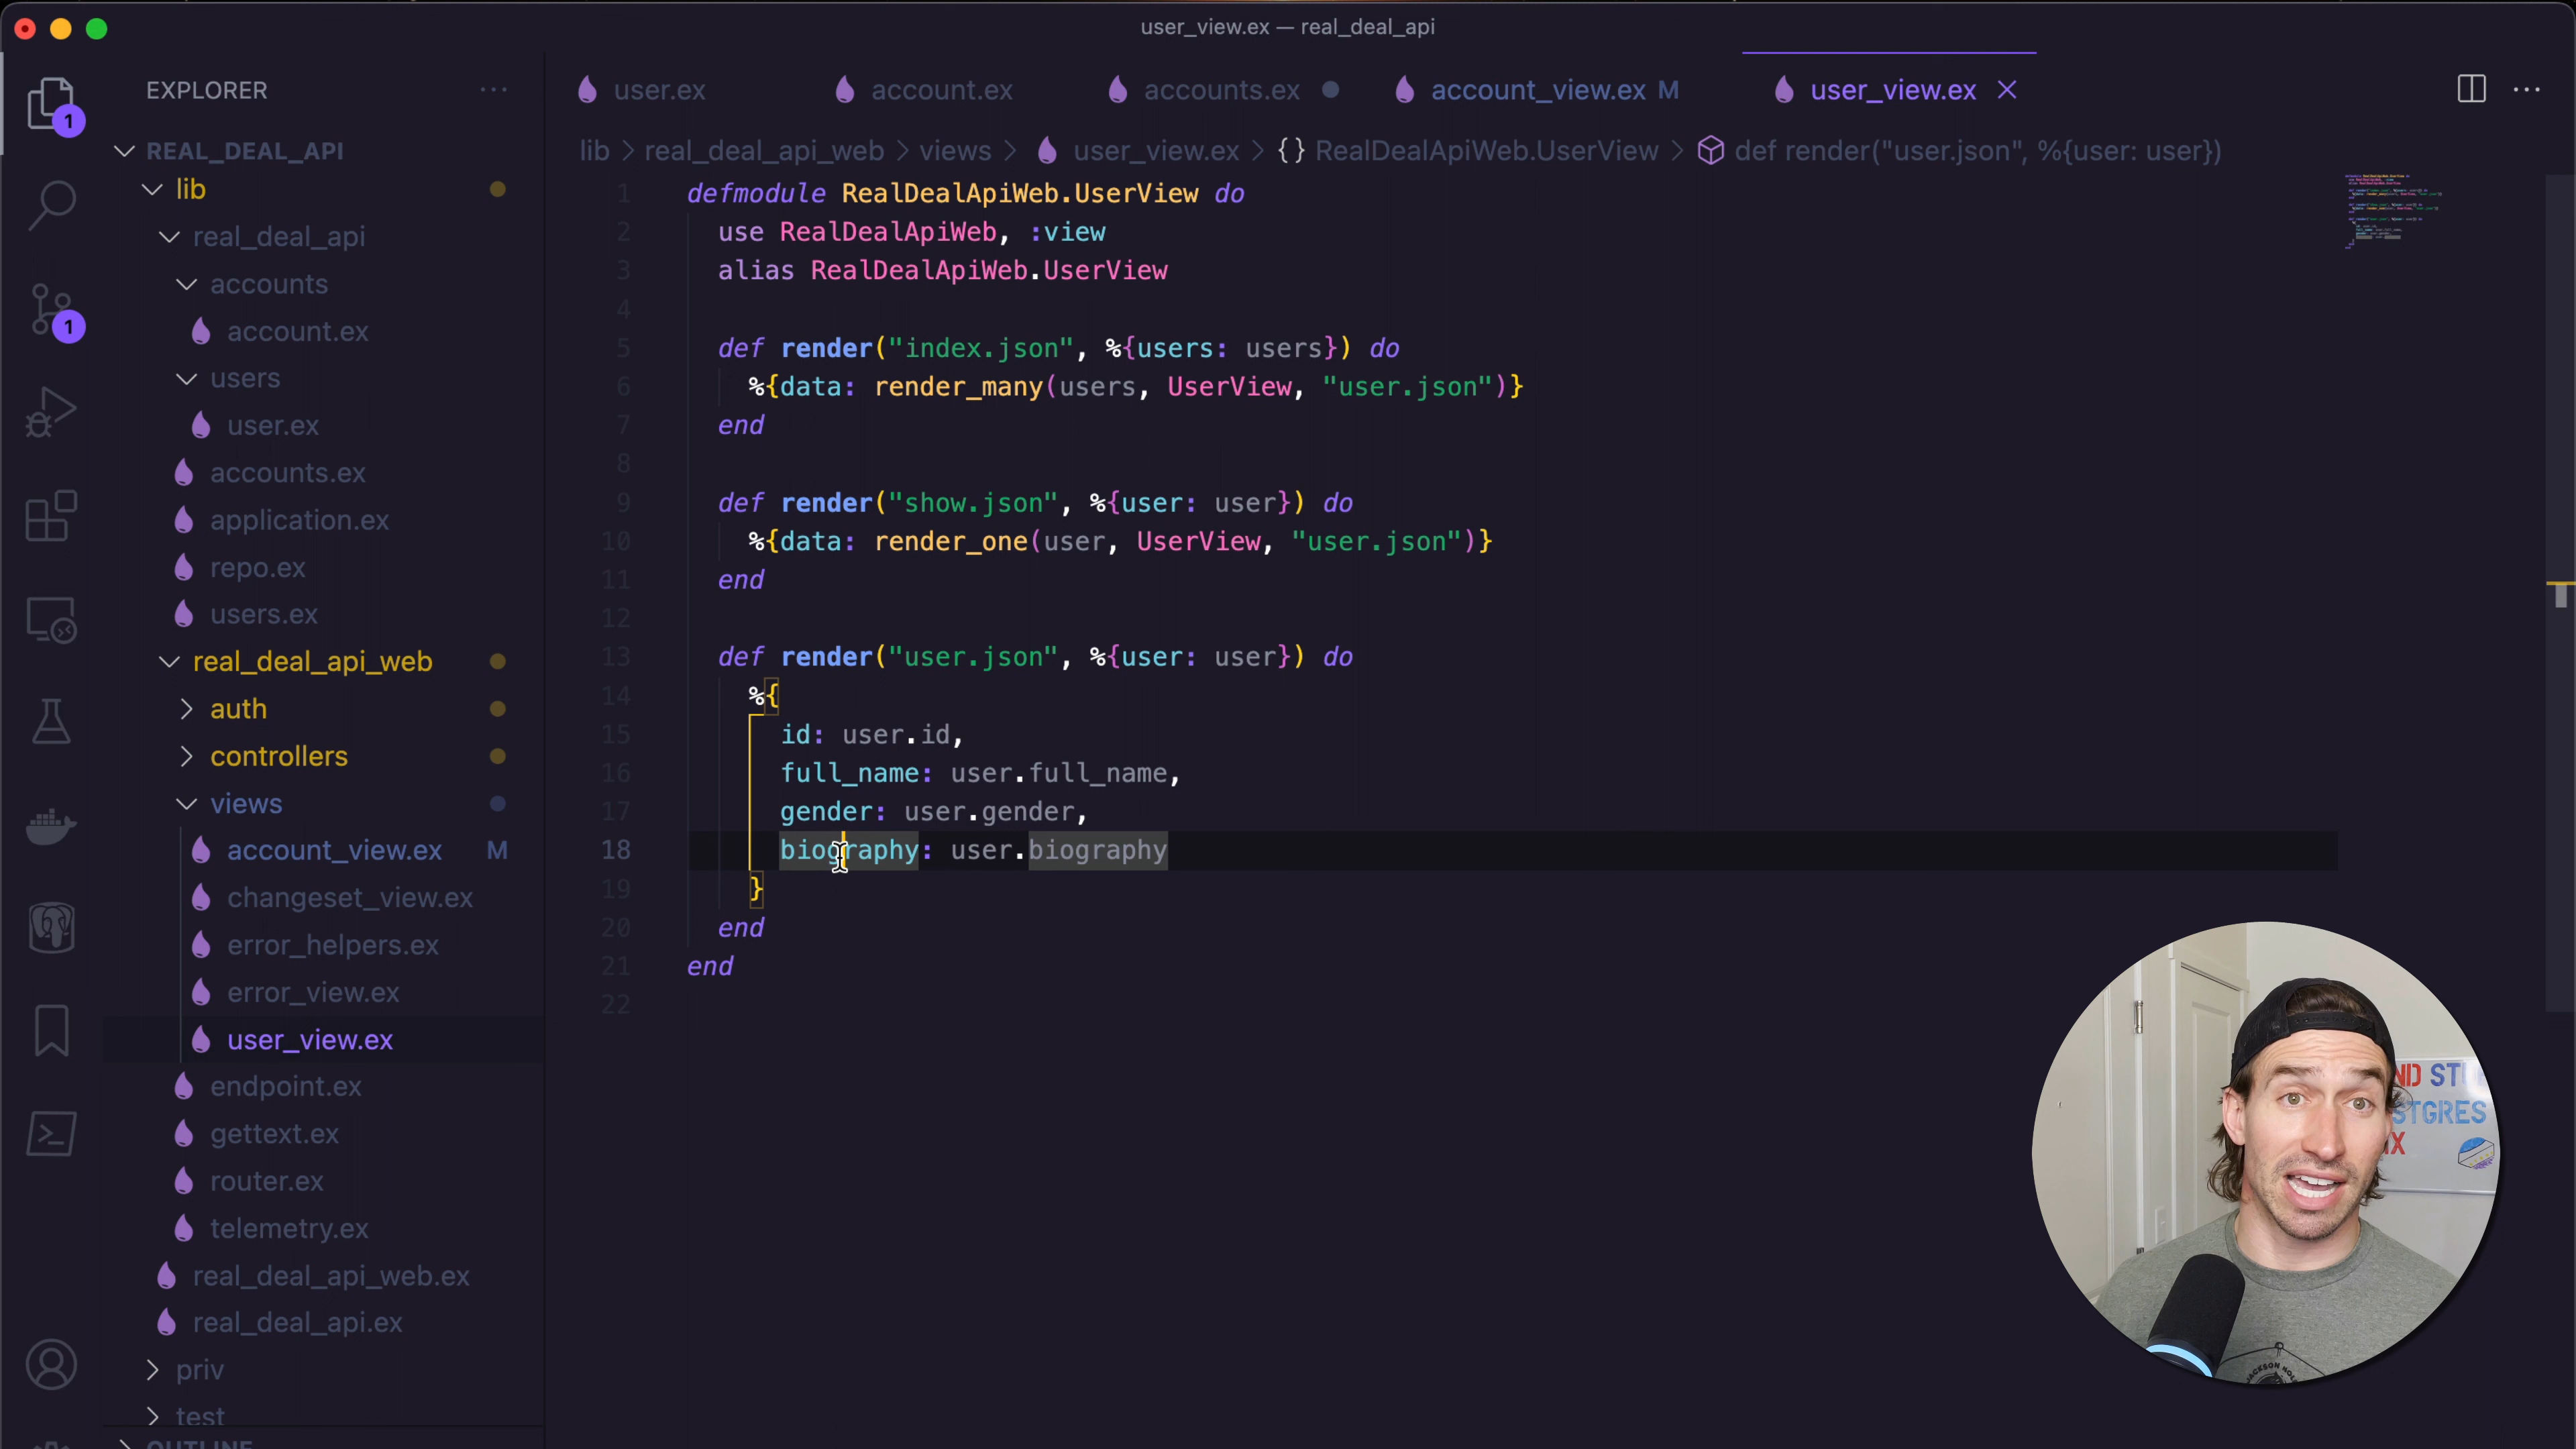 user_view.ex — real_deal_api
EXPLORER
1
REAL_DEAL_API
lib
real_deal_api
accounts
account.ex
users
user.ex
accounts.ex
application.ex
repo.ex
users.ex
real_deal_api_web
auth
controllers
views
account_view.ex M
changeset_view.ex
error_helpers.ex
error_view.ex
user_view.ex
endpoint.ex
gettext.ex
router.ex
telemetry.ex
real_deal_api_web.ex
real_deal_api.ex
priv
test
OUTLINE
1
user.ex account.ex accounts.ex account_view.ex M user_view.ex
lib > real_deal_api_web > views > user_view.ex > {} RealDealApiWeb.UserView > def render("user.json", %{user: user})
1 defmodule RealDealApiWeb.UserView do
2 use RealDealApiWeb, :view
3 alias RealDealApiWeb.UserView
4
5 def render("index.json", %{users: users}) do
6 %{data: render_many(users, UserView, "user.json")}
7 end
8
9 def render("show.json", %{user: user}) do
10 %{data: render_one(user, UserView, "user.json")}
11 end
12
13 def render("user.json", %{user: user}) do
14 %{
15 id: user.id,
16 full_name: user.full_name,
17 gender: user.gender,
18 biography: user.biography
19 }
20 end
21 end
22